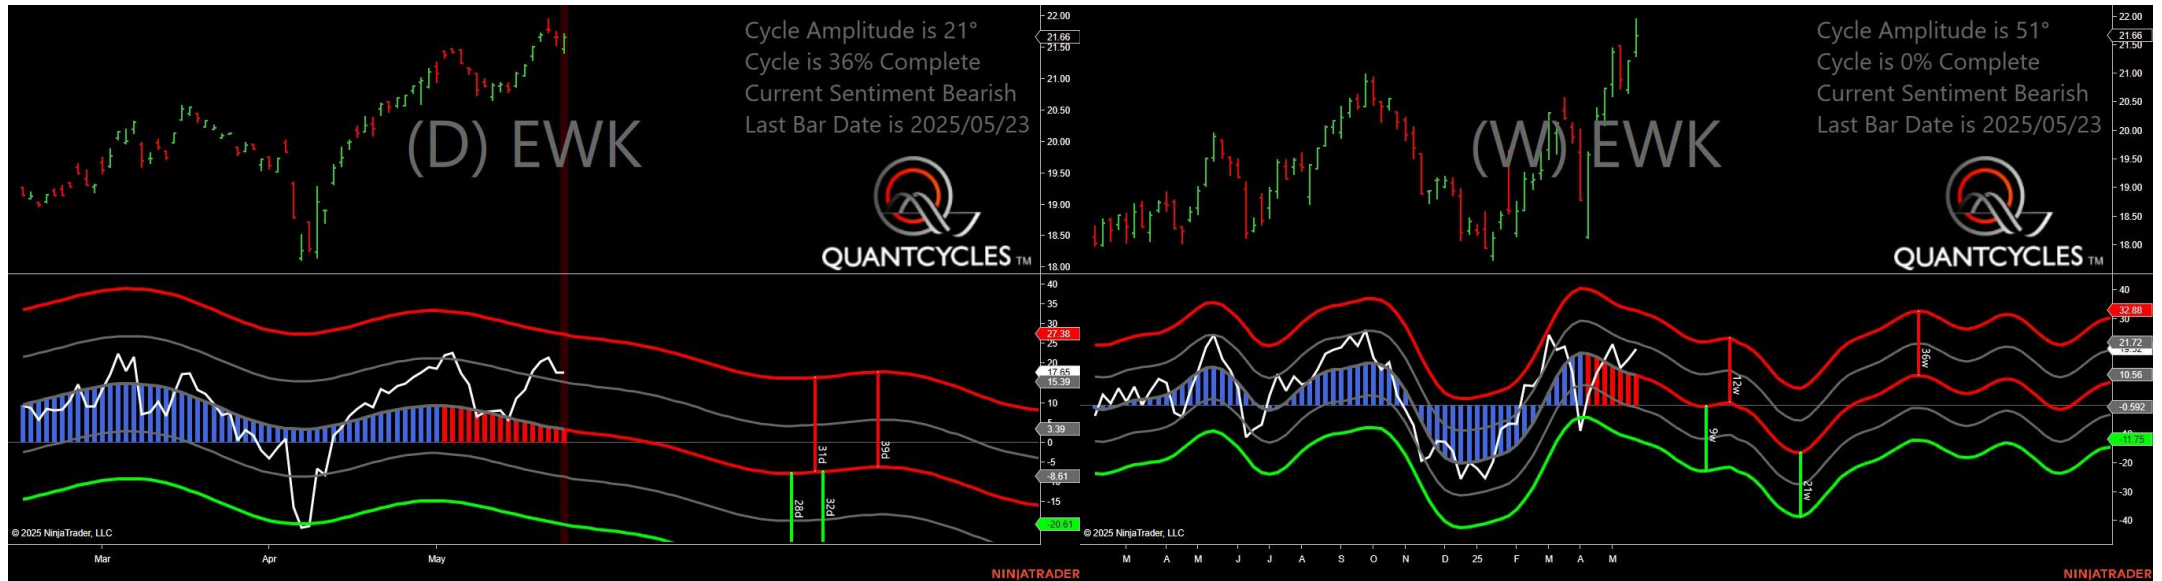 Cycle Amplitude is 21°
Cycle is 36% Complete
Current Sentiment Bearish
Last Bar Date is 2025/05/23
(D) EWK
QUANTCYCLES TM
22.00
21.66
21.50
21.00
20.50
20.00
19.50
19.00
18.50
18.00
40
35
30
27.38
25
20
17.65
15.39
10
3.39
0
-5
-8.61
-15
-20.61
31d
39d
28d
32d
© 2025 NinjaTrader, LLC
Mar Apr May
NINJATRADER
Cycle Amplitude is 51°
Cycle is 0% Complete
Current Sentiment Bearish
Last Bar Date is 2025/05/23
(W) EWK
QUANTCYCLES TM
22.00
21.66
21.50
21.00
20.50
20.00
19.50
19.00
18.50
18.00
40
32.88
30
21.72
10.56
-0.592
-11.75
-20
-30
-40
12w
36w
9w
21w
© 2025 NinjaTrader, LLC
M A M J J A S O N D 25 F M A M
NINJATRADER